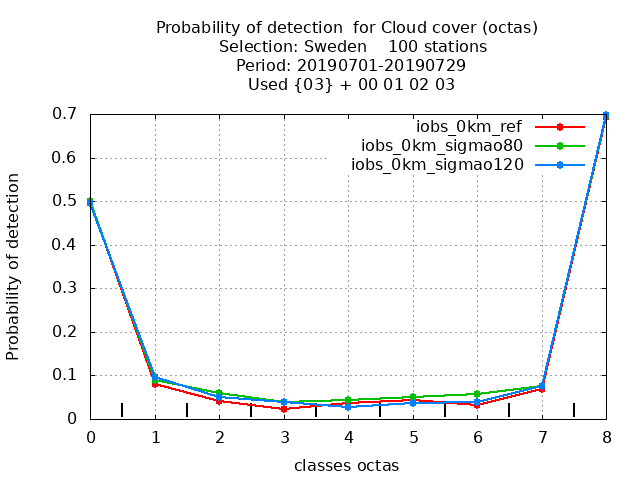 Probability of detection  for Cloud cover (octas)
Selection: Sweden    100 stations
Period: 20190701-20190729
Used {03} + 00 01 02 03
Probability of detection
0.7
0.6
0.5
0.4
0.3
0.2
0.1
0
iobs_0km_ref
iobs_0km_sigmao80
iobs_0km_sigmao120
0 1 2 3 4 5 6 7 8
classes octas